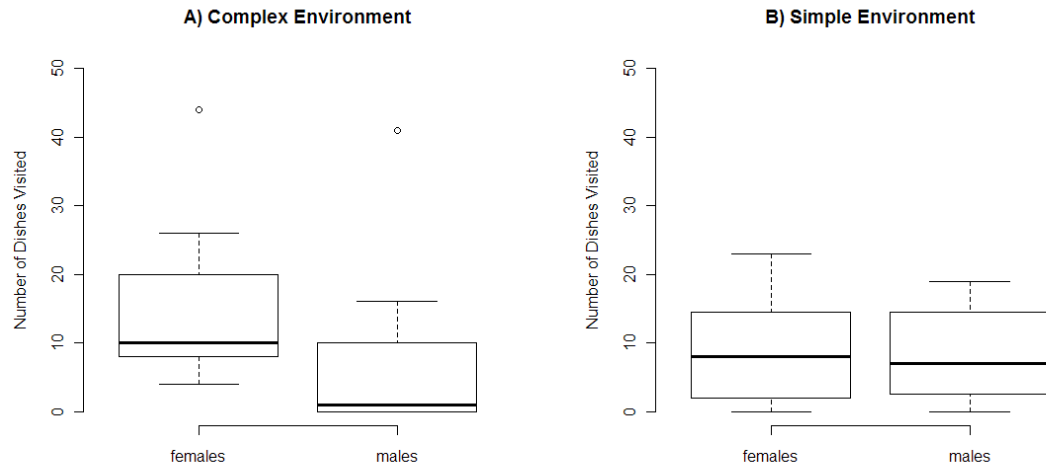 A) Complex Environment
Number of Dishes Visited
50
40
30
20
10
0
females males
B) Simple Environment
Number of Dishes Visited
50
40
30
20
10
0
females males